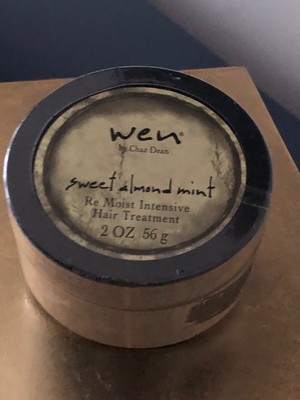 wen®
by Chaz Dean
sweet almond mint
Re Moist Intensive
Hair Treatment
2 OZ 56 g